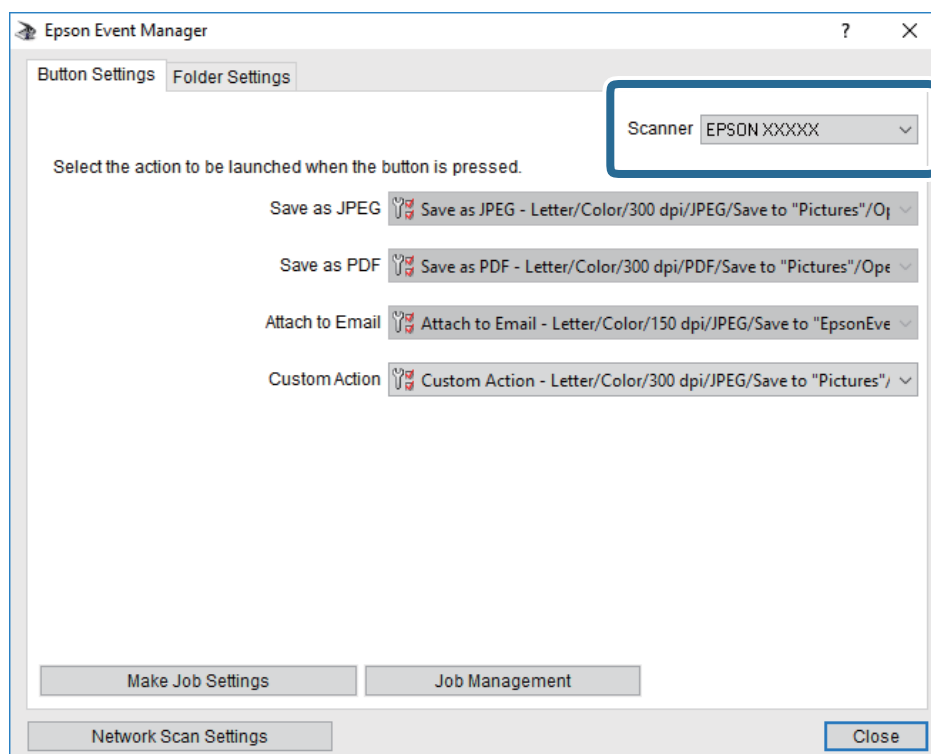 Epson Event Manager
?
Button Settings Folder Settings
Scanner EPSON XXXXX
Select the action to be launched when the button is pressed.
Save as JPEG Save as JPEG - Letter/Color/300 dpi/JPEG/Save to "Pictures"/Op
Save as PDF Save as PDF - Letter/Color/300 dpi/PDF/Save to "Pictures"/Ope
Attach to Email Attach to Email - Letter/Color/150 dpi/JPEG/Save to "EpsonEve
Custom Action Custom Action - Letter/Color/300 dpi/JPEG/Save to "Pictures"/
Make Job Settings Job Management
Network Scan Settings Close